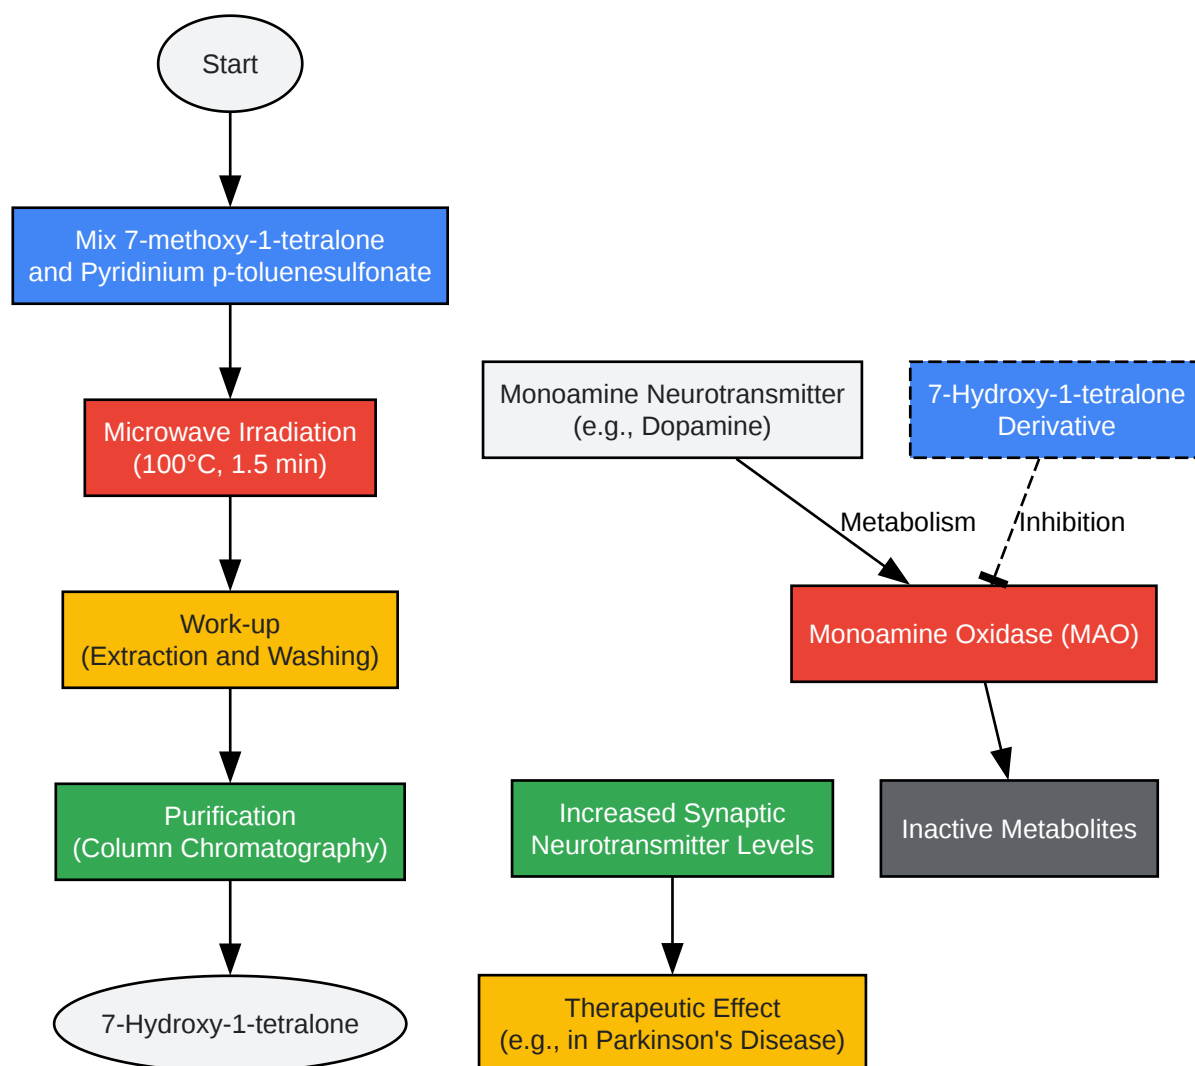 Start
Mix 7-methoxy-1-tetralone
and Pyridinium p-toluenesulfonate
Microwave Irradiation
(100°C, 1.5 min)
Work-up
(Extraction and Washing)
Purification
(Column Chromatography)
7-Hydroxy-1-tetralone
Monoamine Neurotransmitter
(e.g., Dopamine)
7-Hydroxy-1-tetralone
Derivative
Metabolism
Inhibition
Monoamine Oxidase (MAO)
Inactive Metabolites
Increased Synaptic
Neurotransmitter Levels
Therapeutic Effect
(e.g., in Parkinson's Disease)